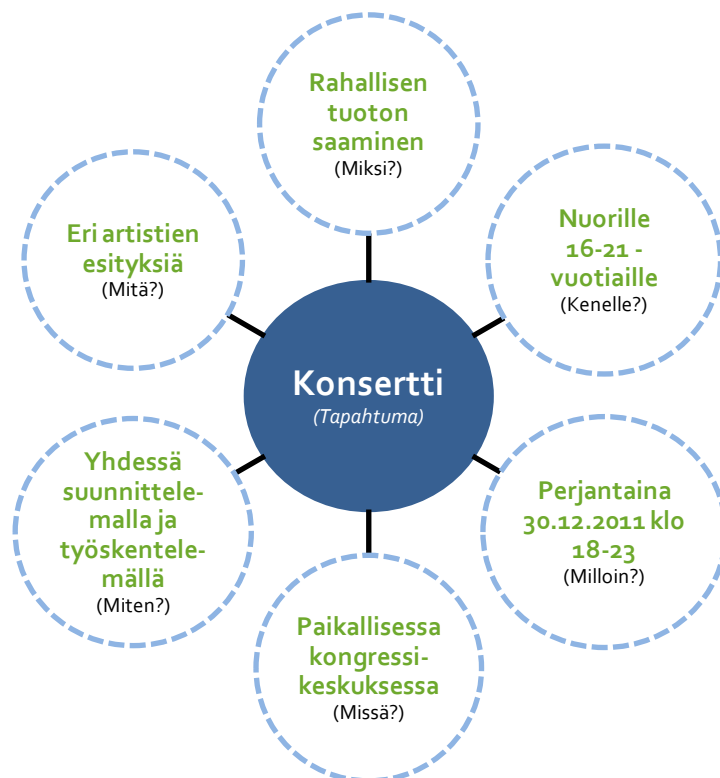 Rahallisen
tuoton
saaminen
(Miksi?)
Eri artistien
esityksiä
(Mitä?)
Nuorille
16-21 -
vuotiaille
(Kenelle?)
Konsertti
(Tapahtuma)
Yhdessä
suunnittele-
malla ja
työskentele-
mällä
(Miten?)
Perjantaina
30.12.2011 klo
18-23
(Milloin?)
Paikallisessa
kongressi-
keskuksessa
(Missä?)